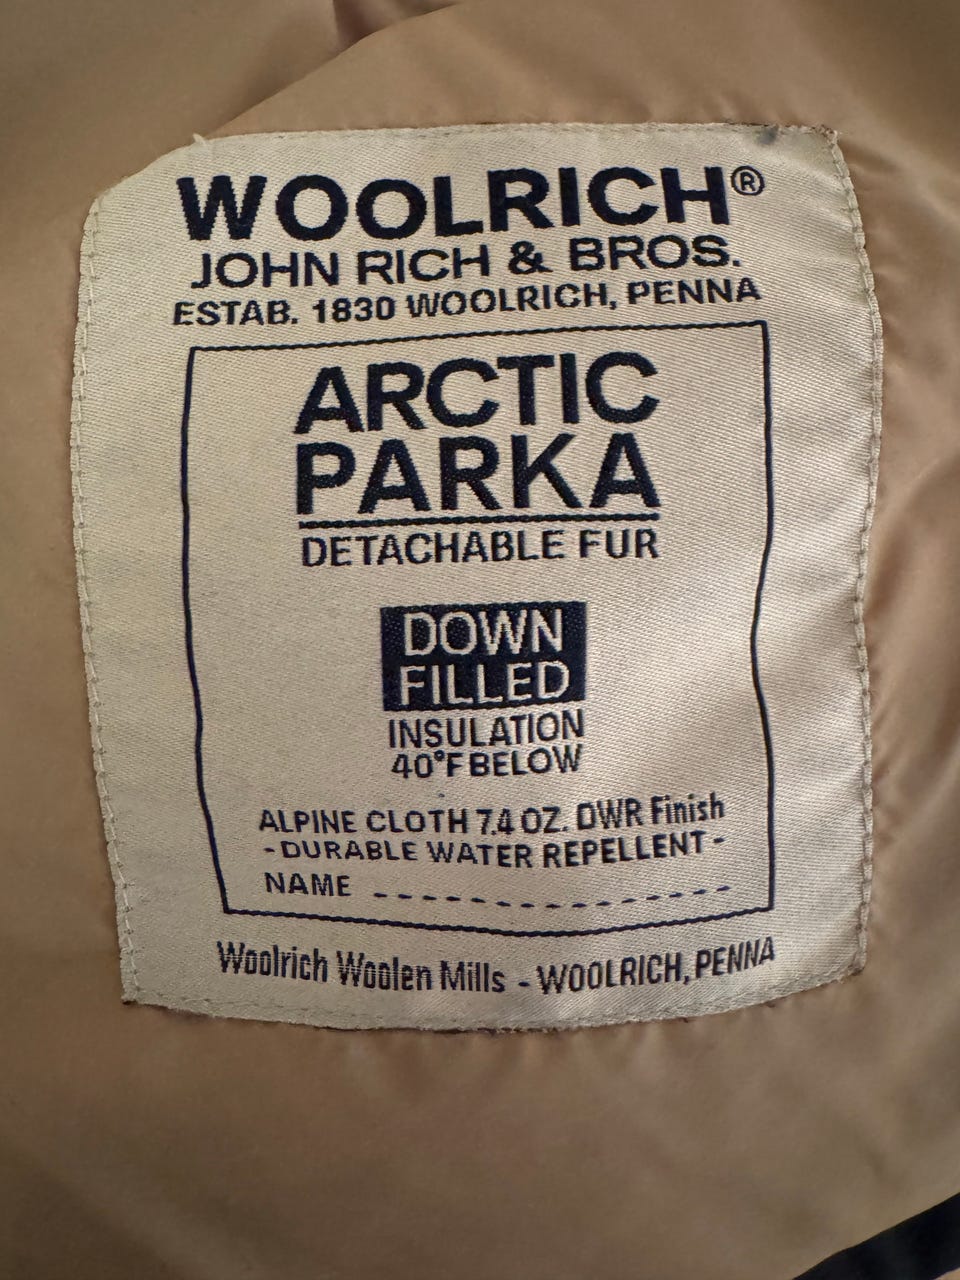 WOOLRICH®
JOHN RICH & BROS.
ESTAB. 1830 WOOLRICH, PENNA
ARCTIC
PARKA
DETACHABLE FUR
DOWN
FILLED
INSULATION
40°F BELOW
ALPINE CLOTH 7.4 OZ. DWR Finish
-DURABLE WATER REPELLENT-
NAME ---------------
Woolrich Woolen Mills - WOOLRICH, PENNA